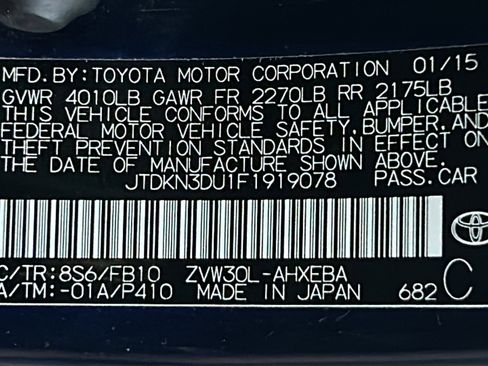 MFD.BY:TOYOTA MOTOR CORPORATION 01/15
GVWR 4010LB GAWR FR 2270LB RR 2175LB
THIS VEHICLE CONFORMS TO ALL APPLICABLE
FEDERAL MOTOR VEHICLE SAFETY,BUMPER,AND
THEFT PREVENTION STANDARDS IN EFFECT ON
THE DATE OF MANUFACTURE SHOWN ABOVE.
JTDKN3DU1F1919078 PASS.CAR
C/TR:8S6/FB10 ZVW30L-AHXEBA C
A/TM:-01A/P410 MADE IN JAPAN 682